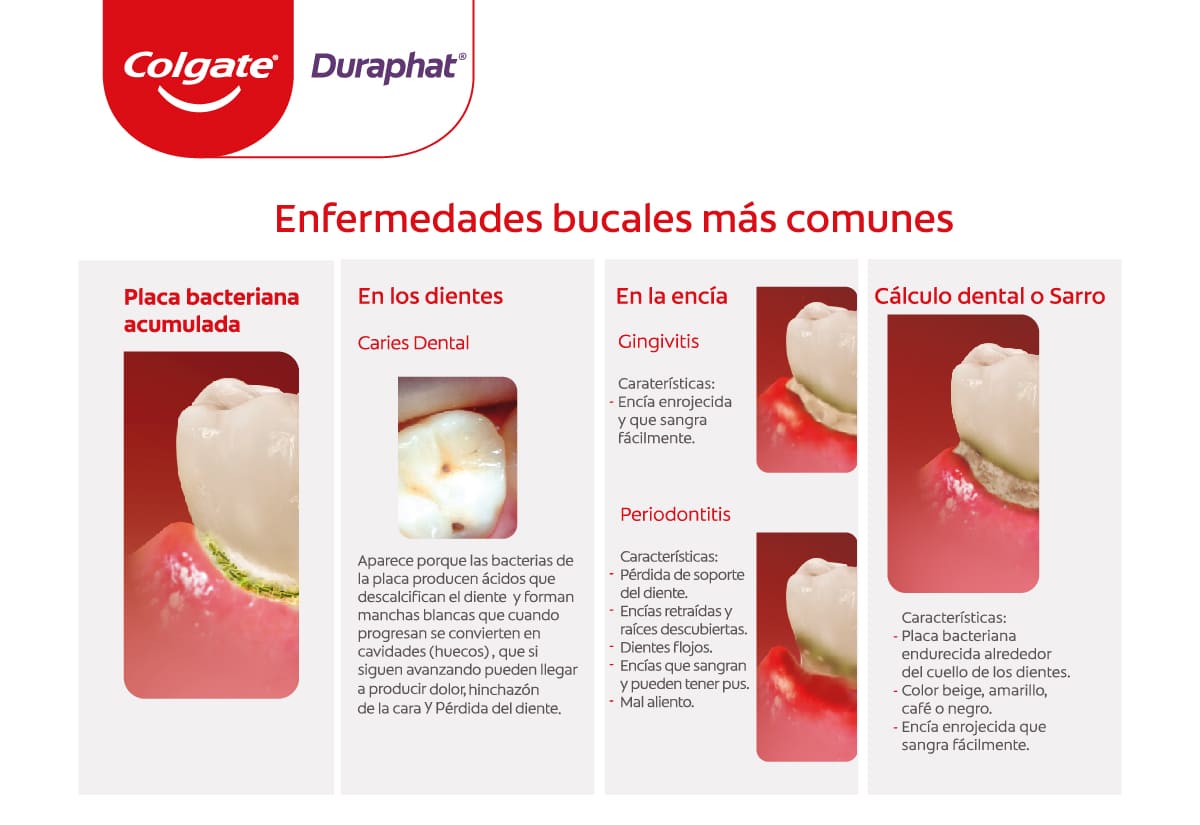 Colgate®
Duraphat®
Enfermedades bucales más comunes
Placa bacteriana
acumulada
En los dientes
Caries Dental
Aparece porque las bacterias de
la placa producen ácidos que
descalcifican el diente y forman
manchas blancas que cuando
progresan se convierten en
cavidades (huecos), que si
siguen avanzando pueden llegar
a producir dolor, hinchazón
de la cara y Pérdida del diente.
En la encía
Gingivitis
Caraterísticas:
- Encía enrojecida
y que sangra
fácilmente.
Periodontitis
Características:
- Pérdida de soporte
del diente.
- Encías retraídas y
raíces descubiertas.
- Dientes flojos.
- Encías que sangran
y pueden tener pus.
- Mal aliento.
Cálculo dental o Sarro
Características:
- Placa bacteriana
endurecida alrededor
del cuello de los dientes.
- Color beige, amarillo,
café o negro.
- Encía enrojecida que
sangra fácilmente.